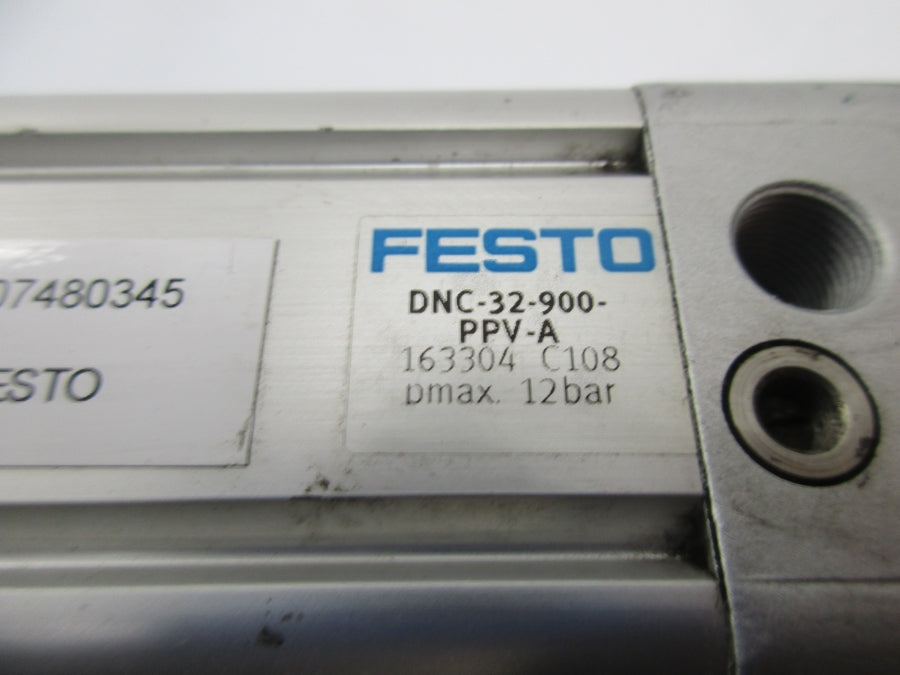 07480345
ESTO
FESTO
DNC-32-900-
PPV-A
163304 C108
pmax. 12bar